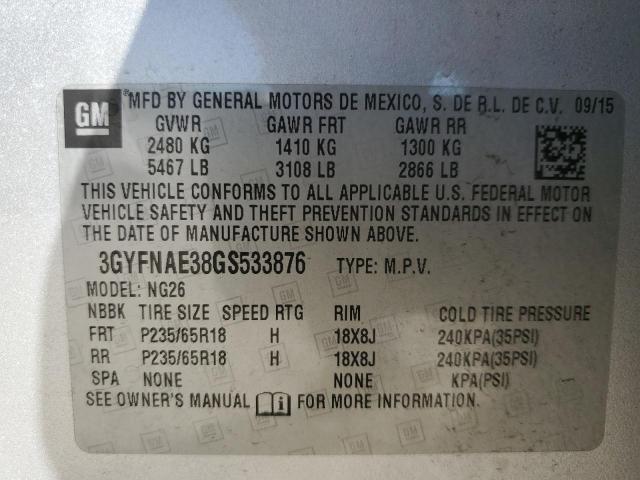 GM MFD BY GENERAL MOTORS DE MEXICO, S. DE R.L. DE C.V. 09/15
GVWR GAWR FRT GAWR RR
2480 KG 1410 KG 1300 KG
5467 LB 3108 LB 2866 LB
THIS VEHICLE CONFORMS TO ALL APPLICABLE U.S. FEDERAL MOTOR
VEHICLE SAFETY AND THEFT PREVENTION STANDARDS IN EFFECT ON
THE DATE OF MANUFACTURE SHOWN ABOVE.
3GYFNAE38GS533876 TYPE: M.P.V.
MODEL: NG26
NBBK TIRE SIZE SPEED RTG RIM COLD TIRE PRESSURE
FRT P235/65R18 H 18X8J 240KPA(35PSI)
RR P235/65R18 H 18X8J 240KPA(35PSI)
SPA NONE NONE KPA(PSI)
SEE OWNER'S MANUAL FOR MORE INFORMATION.